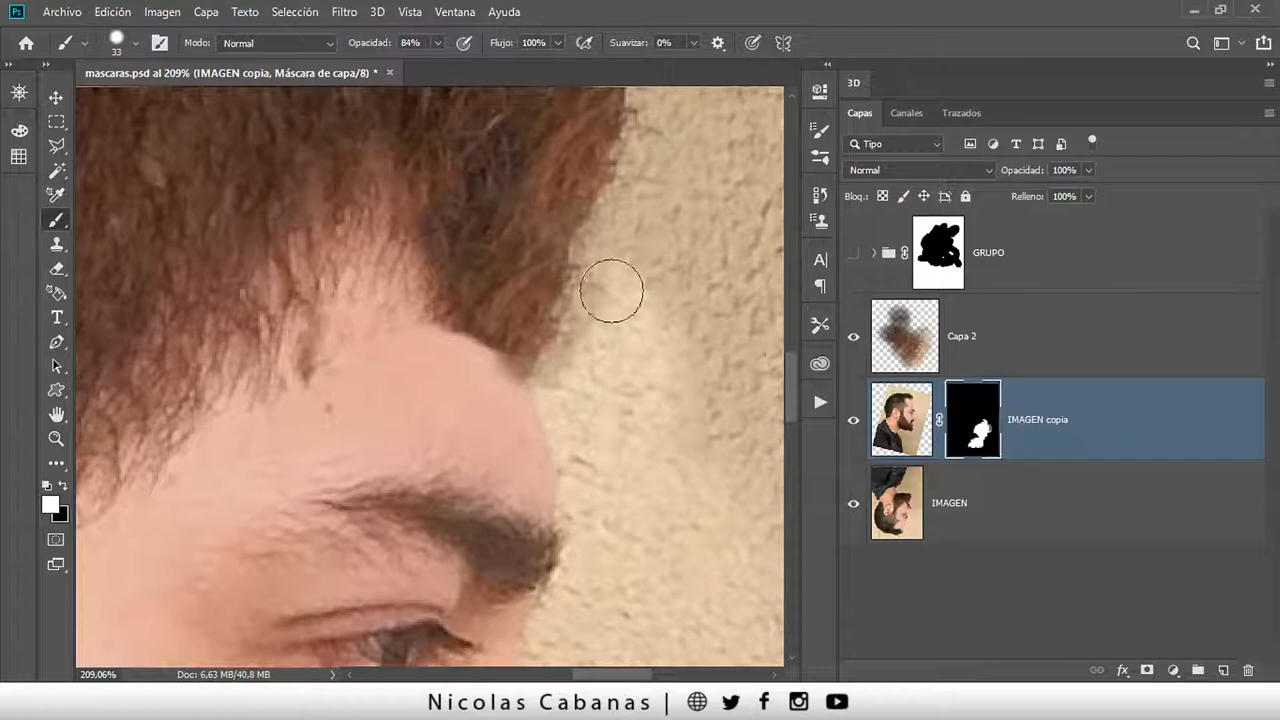 Archivo Edición Imagen Capa Texto Selección Filtro 3D Vista Ventana Ayuda
33 Modo: Normal Opacidad: 84% Flujo: 100% Suavizar: 0%
mascaras.psd al 209% (IMAGEN copia, Máscara de capa/8) *
3D
Capas Canales Trazados
Tipo
Normal Opacidad: 100%
Bloq.: Relleno: 100%
GRUPO
Capa 2
IMAGEN copia
IMAGEN
209,06% Doc: 6,63 MB/40,8 MB
Nicolas Cabanas |